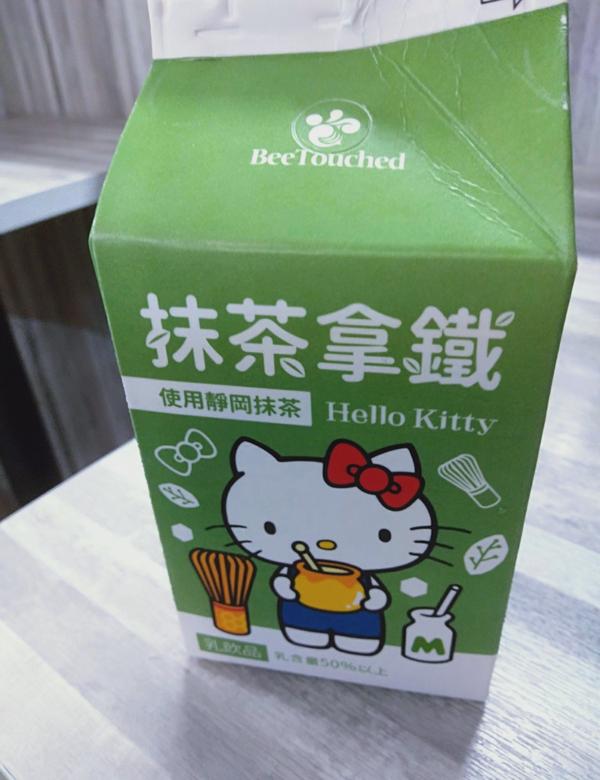 BeeTouched
抹茶拿鐵
使用靜岡抹茶
Hello Kitty
M
乳飲品
乳含量50%以上